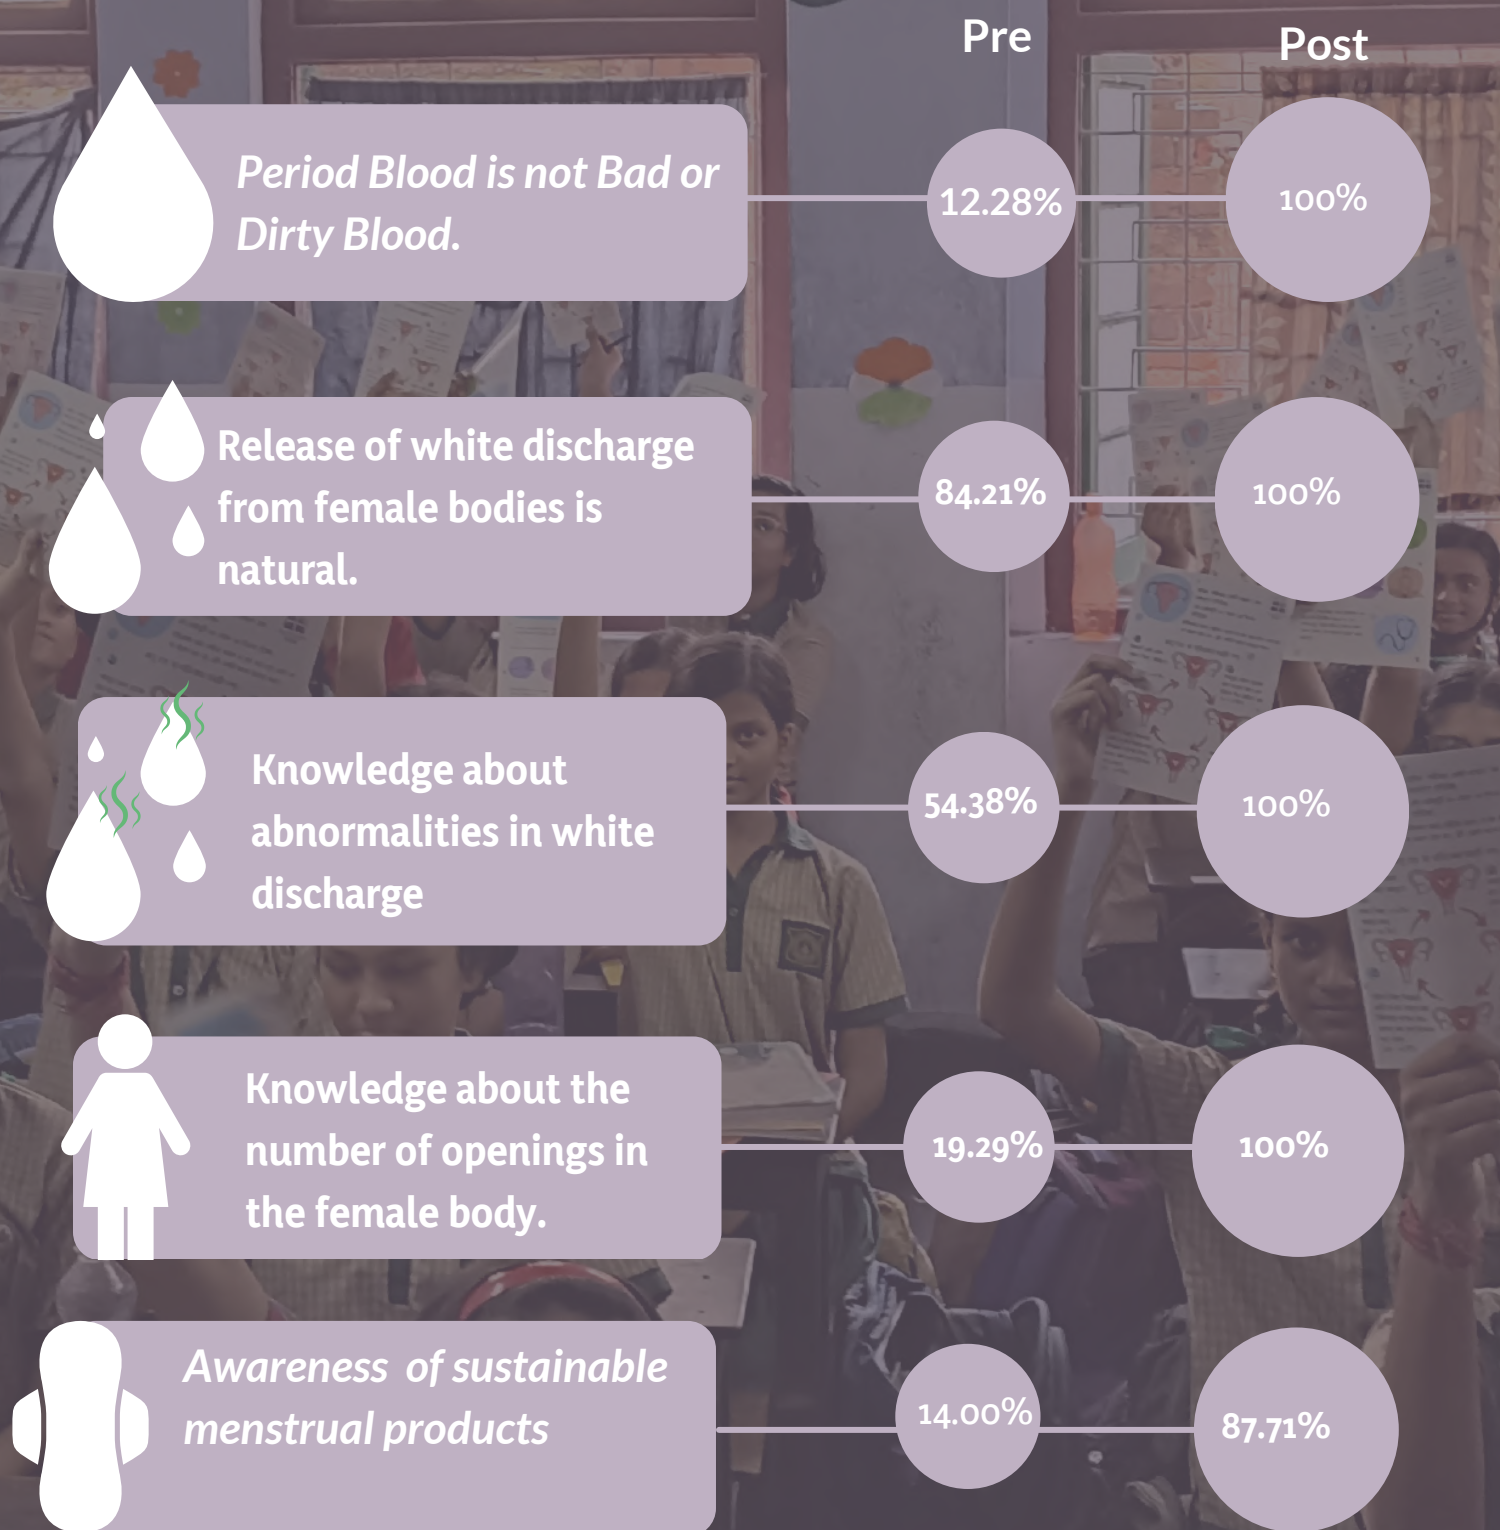 Pre
Post
Period Blood is not Bad or
Dirty Blood.
12.28%
100%
Release of white discharge
from female bodies is
natural.
84.21%
100%
Knowledge about
abnormalities in white
discharge
54.38%
100%
Knowledge about the
number of openings in
the female body.
19.29%
100%
Awareness of sustainable
menstrual products
14.00%
87.71%